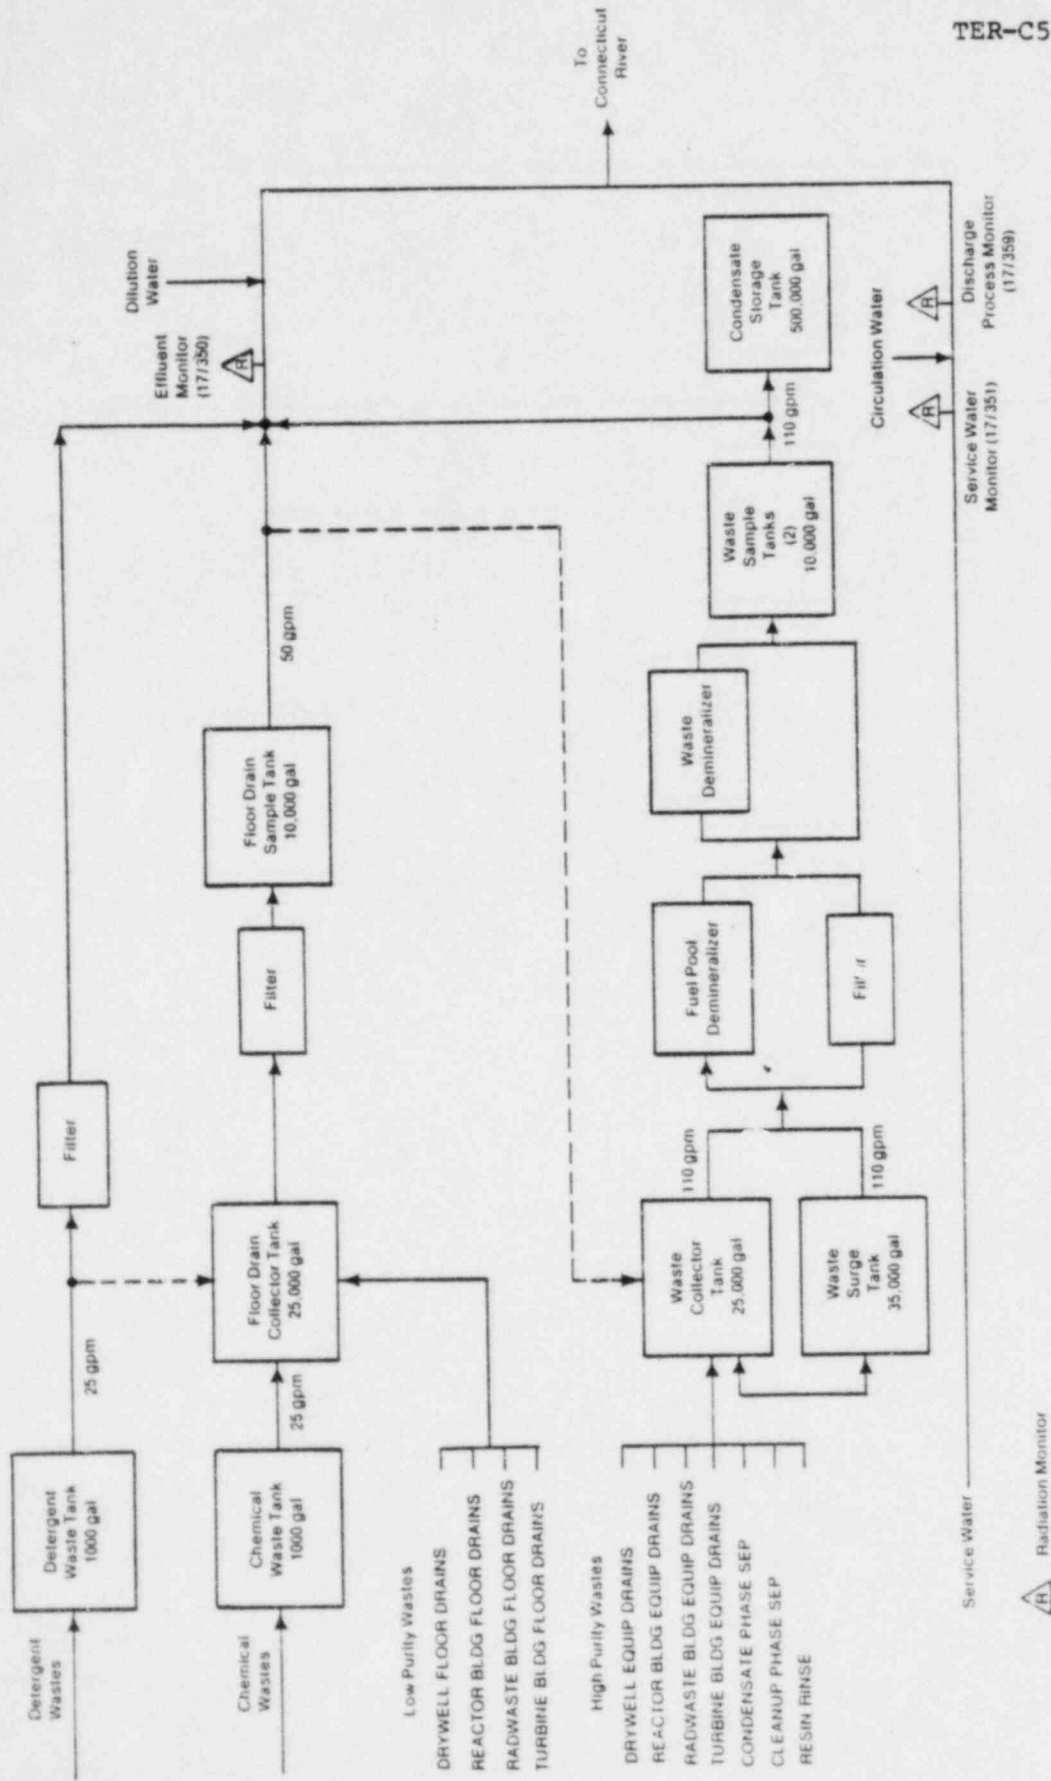 TER-C5
To
Connecticut
River
Dilution
Water
Effluent
Monitor
(17/350)
Detergent
Wastes
Detergent
Waste Tank
1000 gal
25 gpm
Filter
Chemical
Wastes
Chemical
Waste Tank
1000 gal
25 gpm
Floor Drain
Collector Tank
25,000 gal
Filter
Floor Drain
Sample Tank
10,000 gal
50 gpm
Low Purity Wastes
DRYWELL FLOOR DRAINS
REACTOR BLDG FLOOR DRAINS
RADWASTE BLDG FLOOR DRAINS
TURBINE BLDG FLOOR DRAINS
High Purity Wastes
DRYWELL EQUIP DRAINS
REACTOR BLDG EQUIP DRAINS
RADWASTE BLDG EQUIP DRAINS
TURBINE BLDG EQUIP DRAINS
CONDENSATE PHASE SEP
CLEANUP PHASE SEP
RESIN RINSE
Waste
Collector
Tank
25,000 gal
110 gpm
Waste
Surge
Tank
35,000 gal
110 gpm
Fuel Pool
Demineralizer
Waste
Demineralizer
Waste
Sample
Tanks
(2)
10,000 gal
110 gpm
Condensate
Storage
Tank
500,000 gal
Service Water
Circulation Water
R
Service Water
Monitor (17/351)
R
Discharge
Process Monitor
(17/359)
R
Radiation Monitor